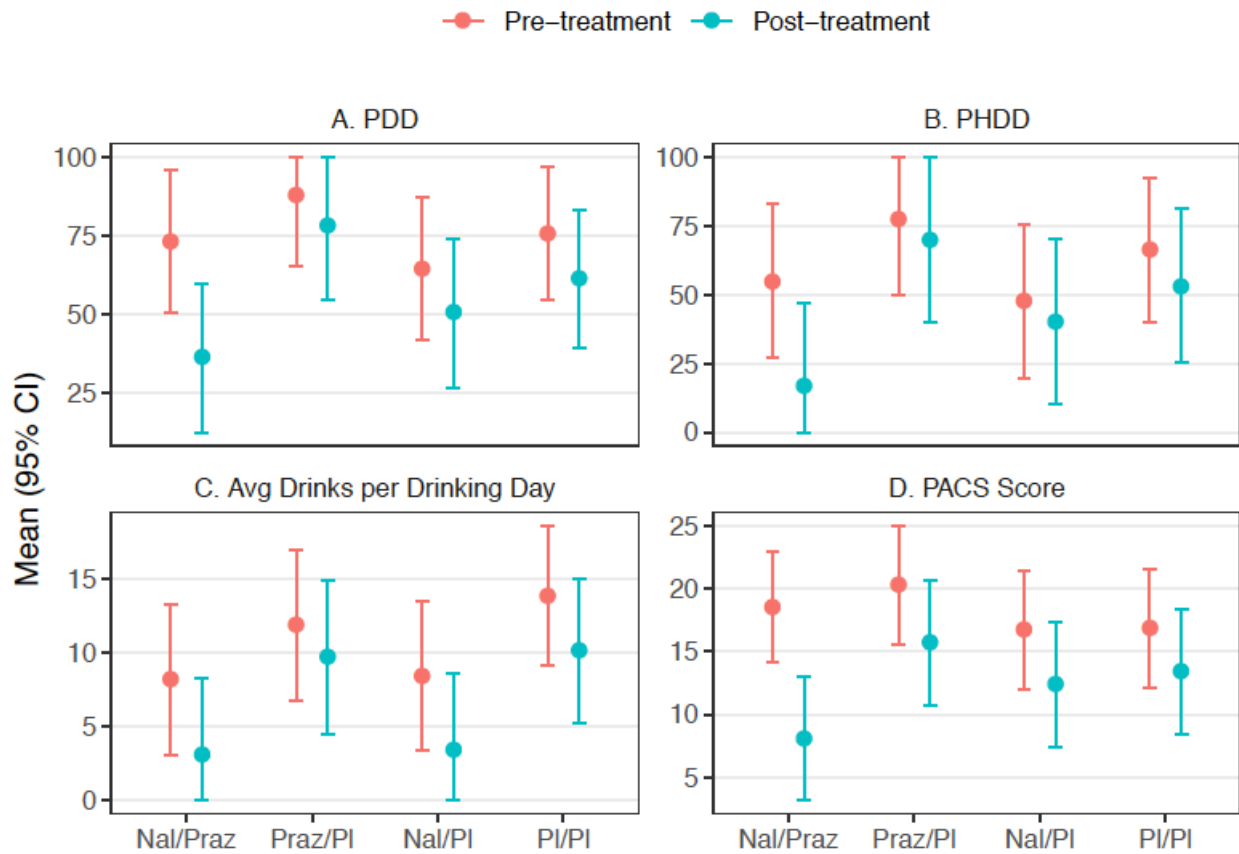 Pre−treatment Post−treatment
A. PDD
B. PHDD
100
75
50
25
100
75
50
25
0
Mean (95% CI)
C. Avg Drinks per Drinking Day
D. PACS Score
15
10
5
0
25
20
15
10
5
Nal/Praz Praz/Pl Nal/Pl Pl/Pl
Nal/Praz Praz/Pl Nal/Pl Pl/Pl